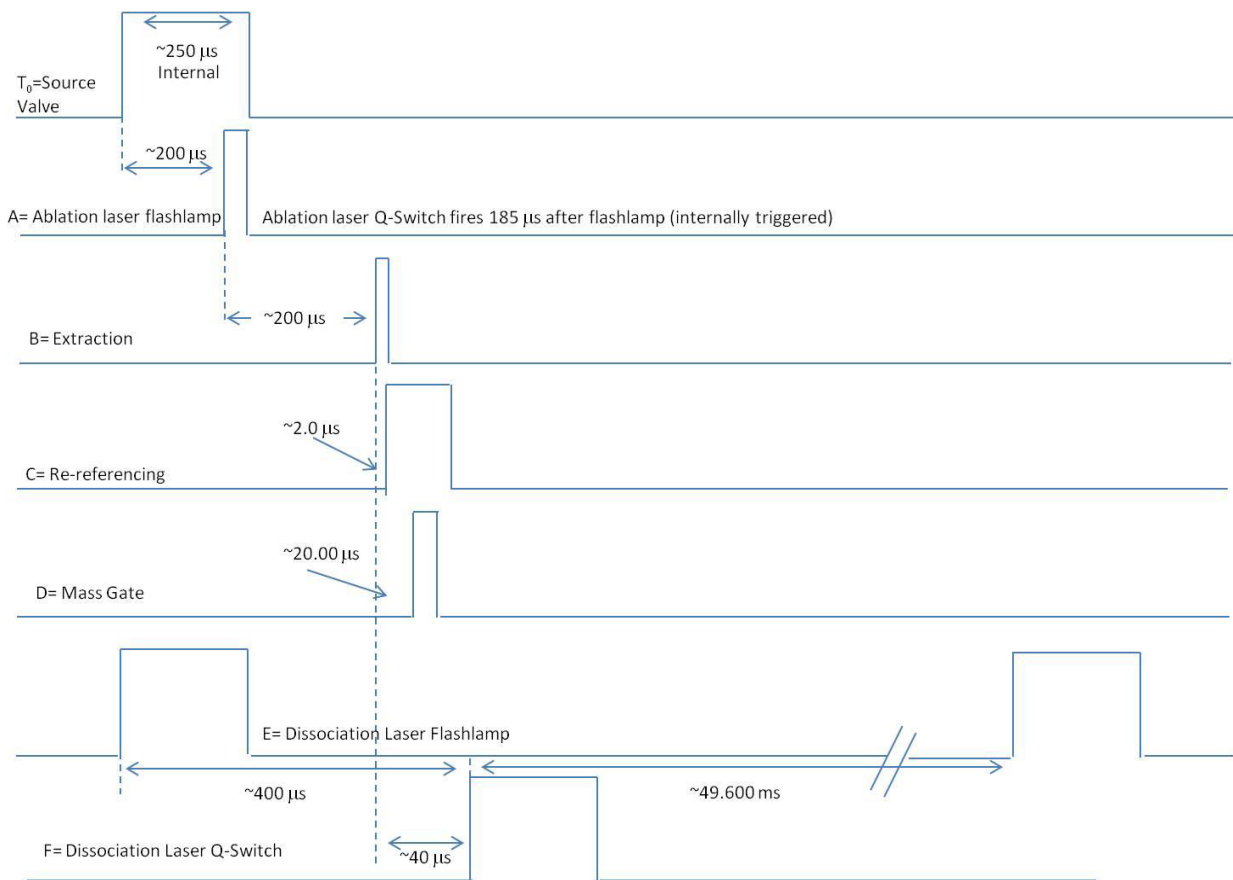 ~250 µs
Internal
T0=Source
Valve
~200 µs
A= Ablation laser flashlamp
Ablation laser Q-Switch fires 185 µs after flashlamp (internally triggered)
~200 µs
B= Extraction
~2.0 µs
C= Re-referencing
~20.00 µs
D= Mass Gate
E= Dissociation Laser Flashlamp
~400 µs
~49.600 ms
F= Dissociation Laser Q-Switch
~40 µs